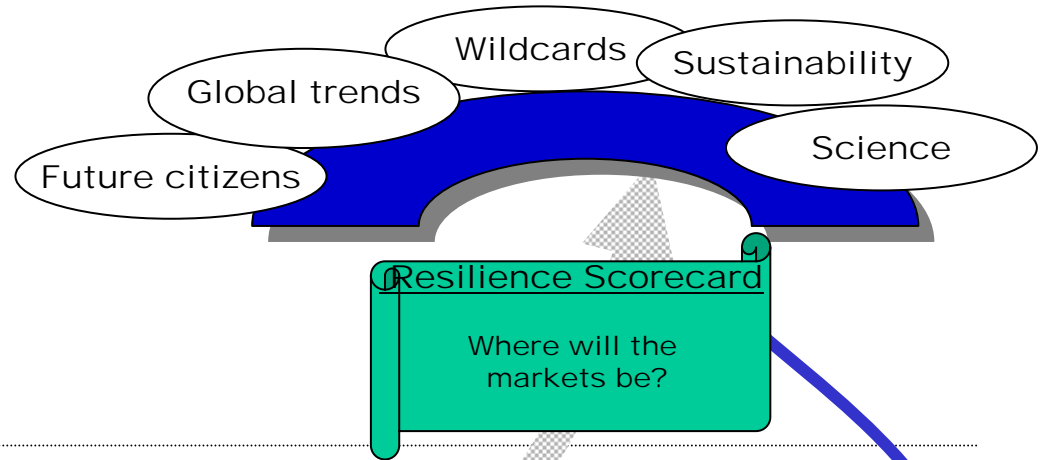 Wildcards
Sustainability
Global trends
Science
Future citizens
Resilience Scorecard
Where will the
markets be?